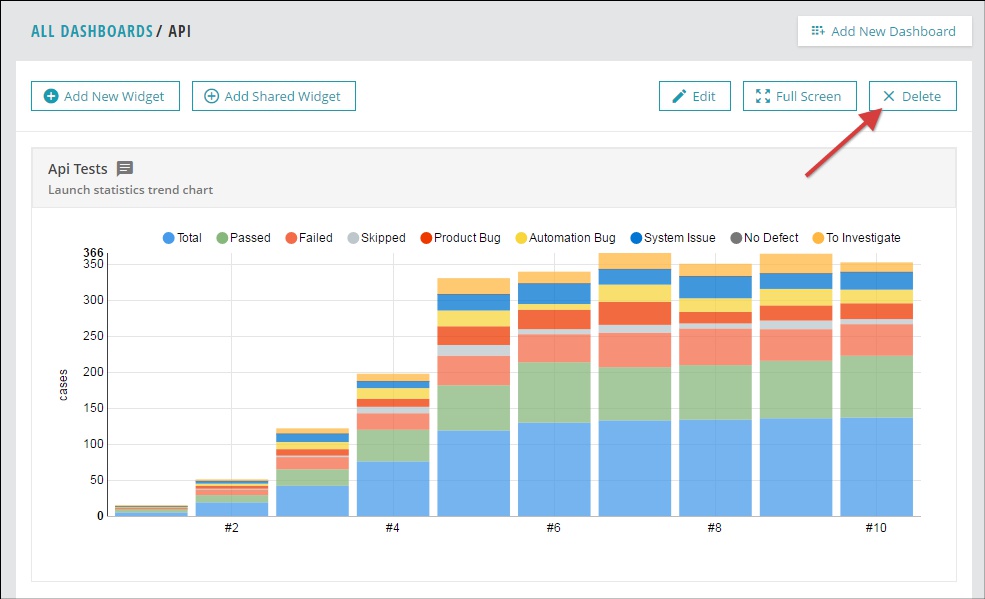 ALL DASHBOARDS / API
Add New Dashboard
Add New Widget
Add Shared Widget
Edit
Full Screen
Delete
Api Tests
Launch statistics trend chart
Total Passed Failed Skipped Product Bug Automation Bug System Issue No Defect To Investigate
366
350
300
250
200
150
100
50
0
cases
#2 #4 #6 #8 #10